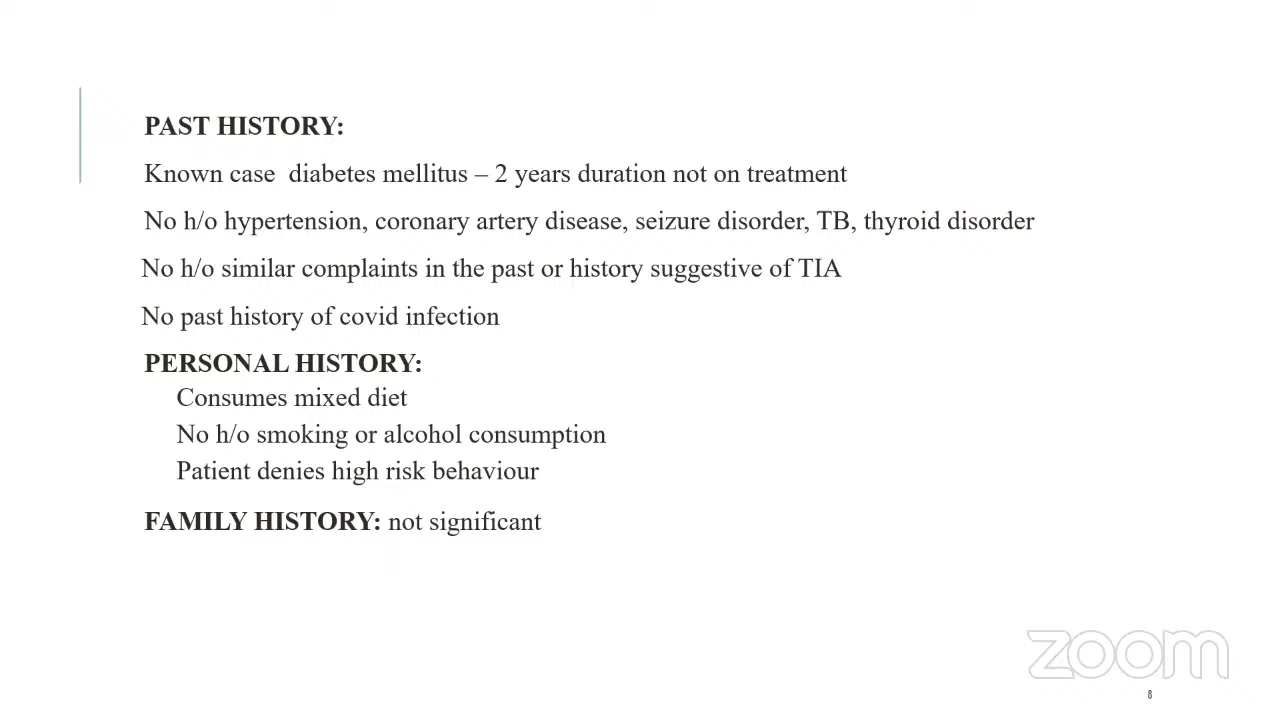 PAST HISTORY:
Known case diabetes mellitus – 2 years duration not on treatment
No h/o hypertension, coronary artery disease, seizure disorder, TB, thyroid disorder
No h/o similar complaints in the past or history suggestive of TIA
No past history of covid infection
PERSONAL HISTORY:
Consumes mixed diet
No h/o smoking or alcohol consumption
Patient denies high risk behaviour
FAMILY HISTORY: not significant
zoom
8